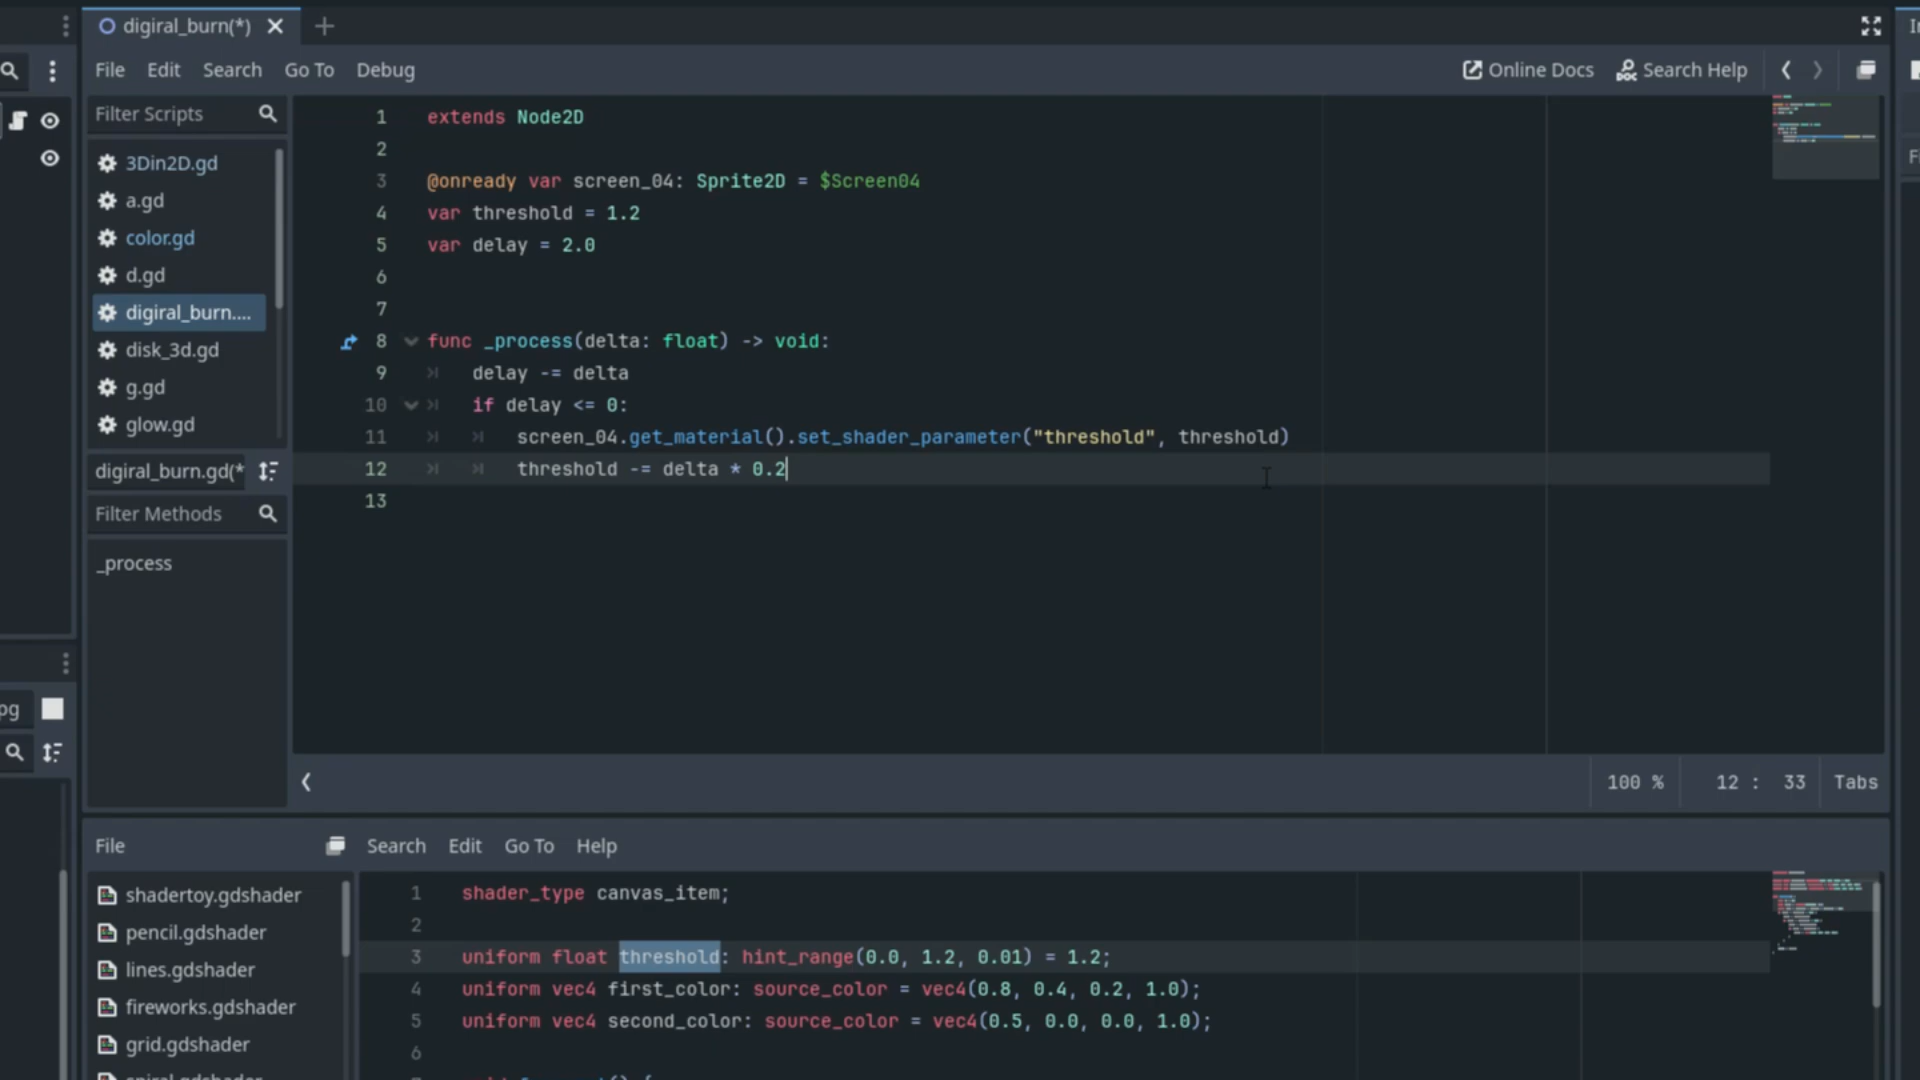 digiral_burn(*)
File Edit Search Go To Debug
Online Docs Search Help
Filter Scripts
3Din2D.gd
a.gd
color.gd
d.gd
digiral_burn....
disk_3d.gd
g.gd
glow.gd
digiral_burn.gd(*
Filter Methods
_process
1 extends Node2D
2
3 @onready var screen_04: Sprite2D = $Screen04
4 var threshold = 1.2
5 var delay = 2.0
6
7
8 func _process(delta: float) -> void:
9 delay -= delta
10 if delay <= 0:
11 screen_04.get_material().set_shader_parameter("threshold", threshold)
12 threshold -= delta * 0.2
13
100 % 12 : 33 Tabs
pg
File Search Edit Go To Help
shadertoy.gdshader
pencil.gdshader
lines.gdshader
fireworks.gdshader
grid.gdshader
1 shader_type canvas_item;
2
3 uniform float threshold: hint_range(0.0, 1.2, 0.01) = 1.2;
4 uniform vec4 first_color: source_color = vec4(0.8, 0.4, 0.2, 1.0);
5 uniform vec4 second_color: source_color = vec4(0.5, 0.0, 0.0, 1.0);
6